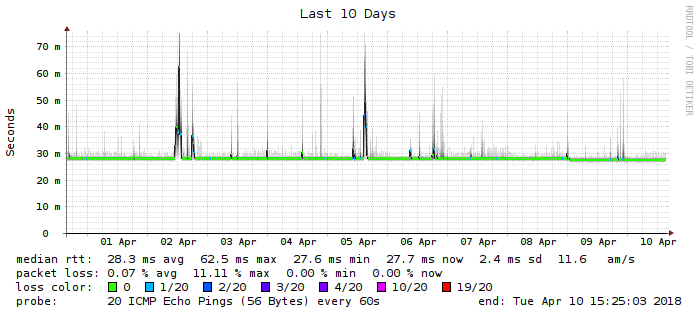 Last 10 Days
RRDTOOL / TOBI OETIKER
Seconds
70 m
60 m
50 m
40 m
30 m
20 m
10 m
0
01 Apr 02 Apr 03 Apr 04 Apr 05 Apr 06 Apr 07 Apr 08 Apr 09 Apr 10 Apr
median rtt: 28.3 ms avg 62.5 ms max 27.6 ms min 27.7 ms now 2.4 ms sd 11.6 am/s
packet loss: 0.07 % avg 11.11 % max 0.00 % min 0.00 % now
loss color: 0 1/20 2/20 3/20 4/20 10/20 19/20
probe: 20 ICMP Echo Pings (56 Bytes) every 60s end: Tue Apr 10 15:25:03 2018